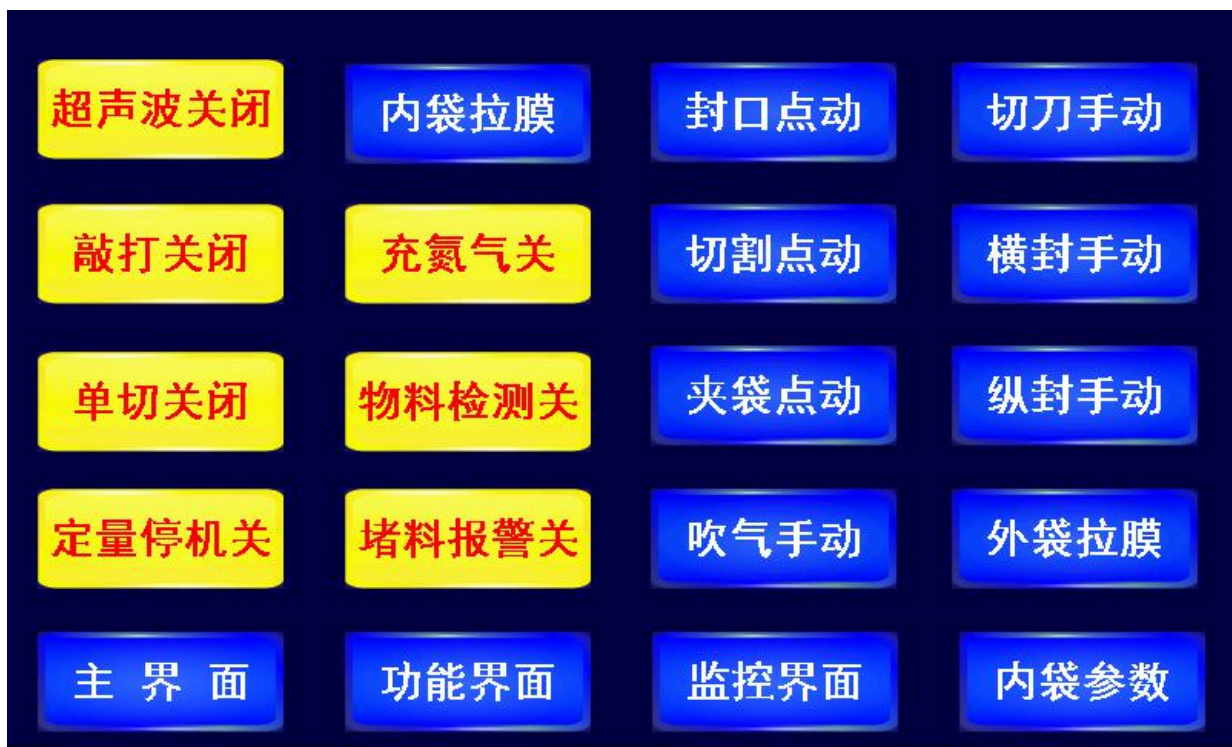 超声波关闭 内袋拉膜 封口点动 切刀手动
敲打关闭 充氮气关 切割点动 横封手动
单切关闭 物料检测关 夹袋点动 纵封手动
定量停机关 堵料报警关 吹气手动 外袋拉膜
主 界 面 功能界面 监控界面 内袋参数